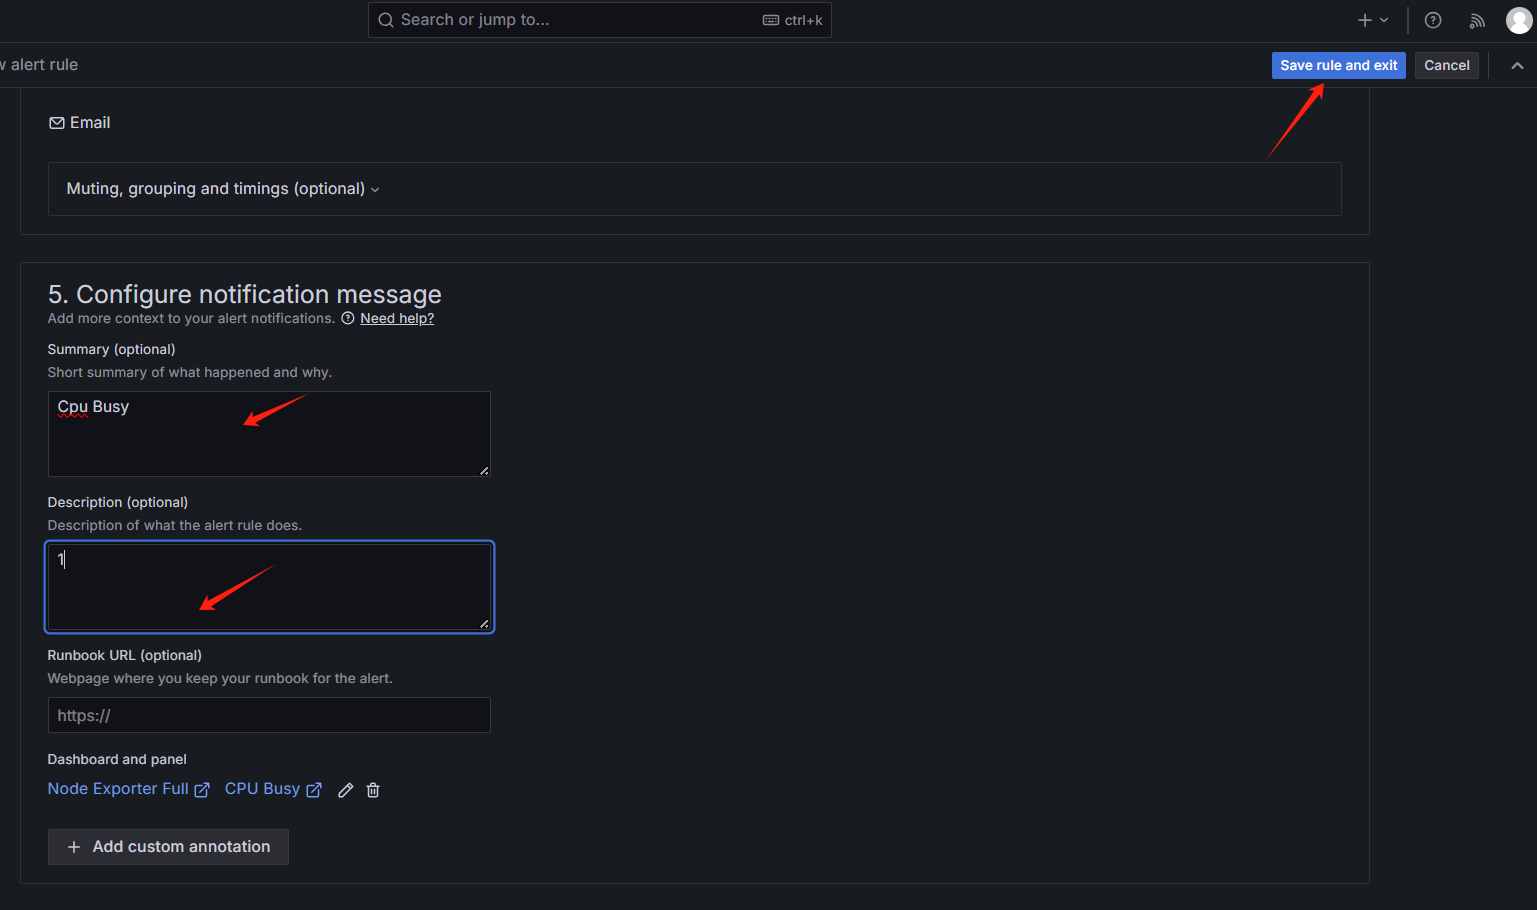 Search or jump to...
ctrl+k
alert rule
Save rule and exit
Cancel
Email
Muting, grouping and timings (optional)
5. Configure notification message
Add more context to your alert notifications. Need help?
Summary (optional)
Short summary of what happened and why.
Cpu Busy
Description (optional)
Description of what the alert rule does.
1
Runbook URL (optional)
Webpage where you keep your runbook for the alert.
https://
Dashboard and panel
Node Exporter Full CPU Busy
+ Add custom annotation